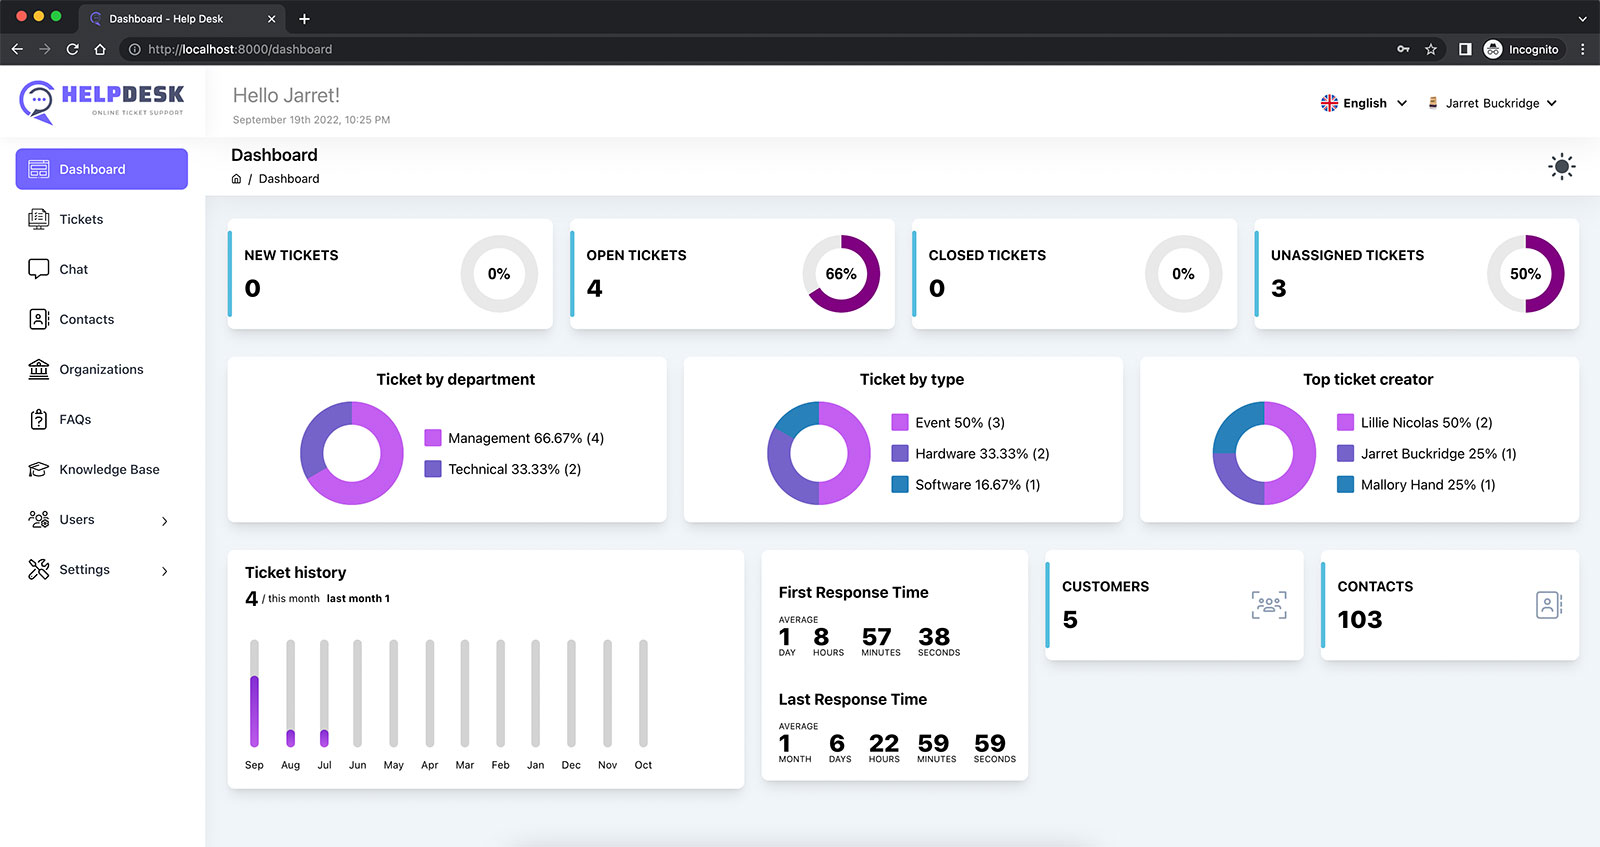 Dashboard - Help Desk
http://localhost:8000/dashboard
Incognito
HELPDESK
ONLINE TICKET SUPPORT
Hello Jarret!
September 19th 2022, 10:25 PM
English
Jarret Buckridge
Dashboard
Tickets
Chat
Contacts
Organizations
FAQs
Knowledge Base
Users
Settings
Dashboard
/ Dashboard
NEW TICKETS
0
0%
OPEN TICKETS
4
66%
CLOSED TICKETS
0
0%
UNASSIGNED TICKETS
3
50%
Ticket by department
Management 66.67% (4)
Technical 33.33% (2)
Ticket by type
Event 50% (3)
Hardware 33.33% (2)
Software 16.67% (1)
Top ticket creator
Lillie Nicolas 50% (2)
Jarret Buckridge 25% (1)
Mallory Hand 25% (1)
Ticket history
4 / this month last month 1
Sep Aug Jul Jun May Apr Mar Feb Jan Dec Nov Oct
First Response Time
AVERAGE
1 8 57 38
DAY HOURS MINUTES SECONDS
Last Response Time
AVERAGE
1 6 22 59 59
MONTH DAYS HOURS MINUTES SECONDS
CUSTOMERS
5
CONTACTS
103